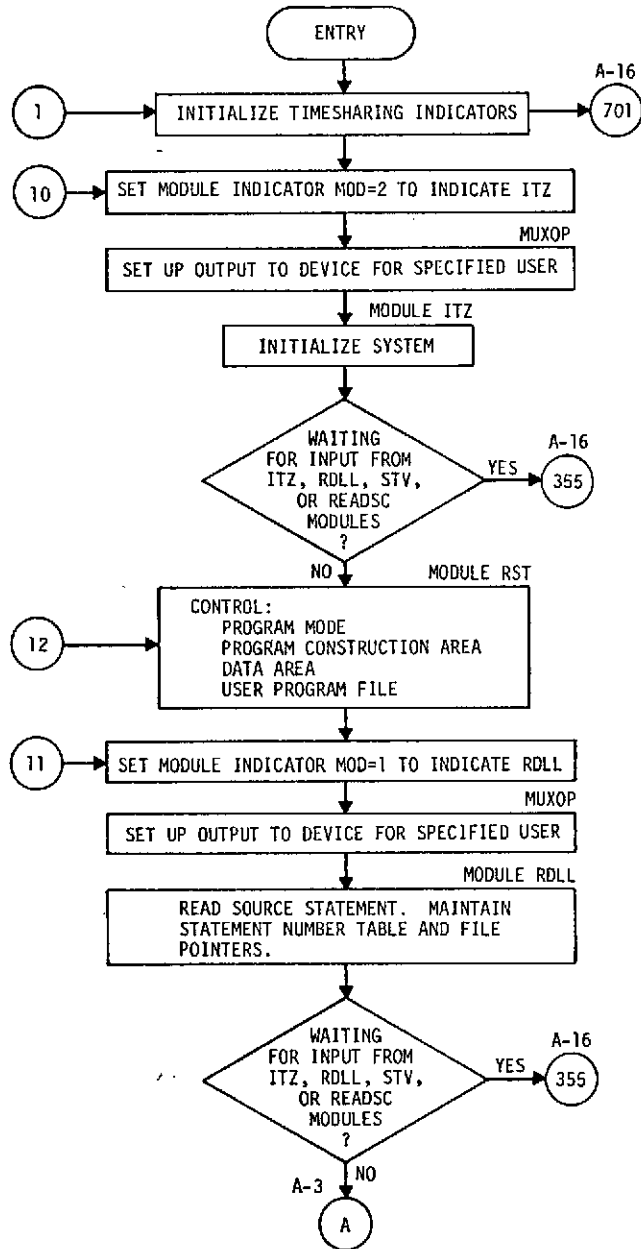 ENTRY
A-16
1
INITIALIZE TIMESHARING INDICATORS
701
10
SET MODULE INDICATOR MOD=2 TO INDICATE ITZ
MUXOP
SET UP OUTPUT TO DEVICE FOR SPECIFIED USER
MODULE ITZ
INITIALIZE SYSTEM
WAITING
FOR INPUT FROM
ITZ, RDLL, STV,
OR READSC
MODULES
?
YES
A-16
355
NO
MODULE RST
12
CONTROL:
PROGRAM MODE
PROGRAM CONSTRUCTION AREA
DATA AREA
USER PROGRAM FILE
11
SET MODULE INDICATOR MOD=1 TO INDICATE RDLL
MUXOP
SET UP OUTPUT TO DEVICE FOR SPECIFIED USER
MODULE RDLL
READ SOURCE STATEMENT. MAINTAIN
STATEMENT NUMBER TABLE AND FILE
POINTERS.
WAITING
FOR INPUT FROM
ITZ, RDLL, STV,
OR READSC
MODULES
?
YES
A-16
355
NO
A-3
A